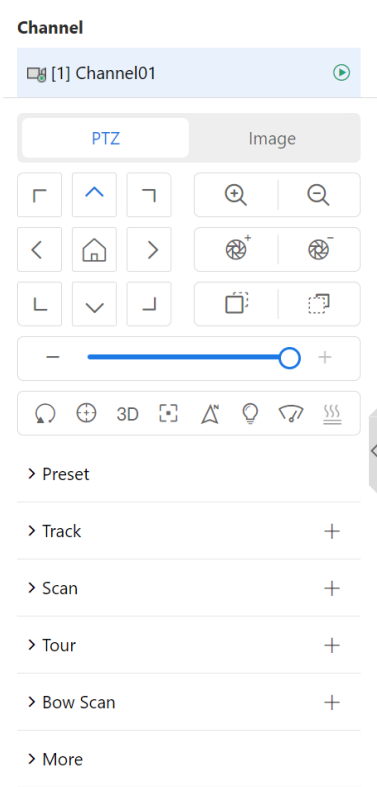 Channel
[1] Channel01
PTZ Image
3D N
Preset
Track
Scan
Tour
Bow Scan
More